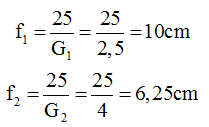 f₁ = 25/G₁ = 25/2,5 = 10cm
f₂ = 25/G₂ = 25/4 = 6,25cm